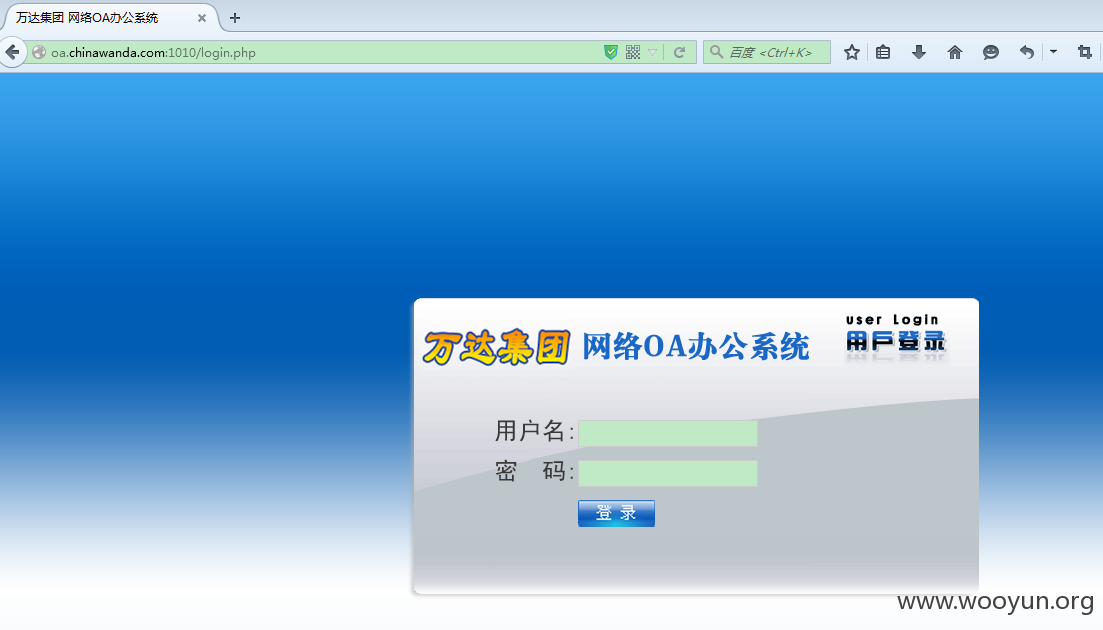 万达集团 网络OA办公系统
oa.chinawanda.com:1010/login.php
百度 <Ctrl+K>
user Login
万达集团 网络OA办公系统 用户登录
用户名:
密 码:
登 录
www.wooyun.org